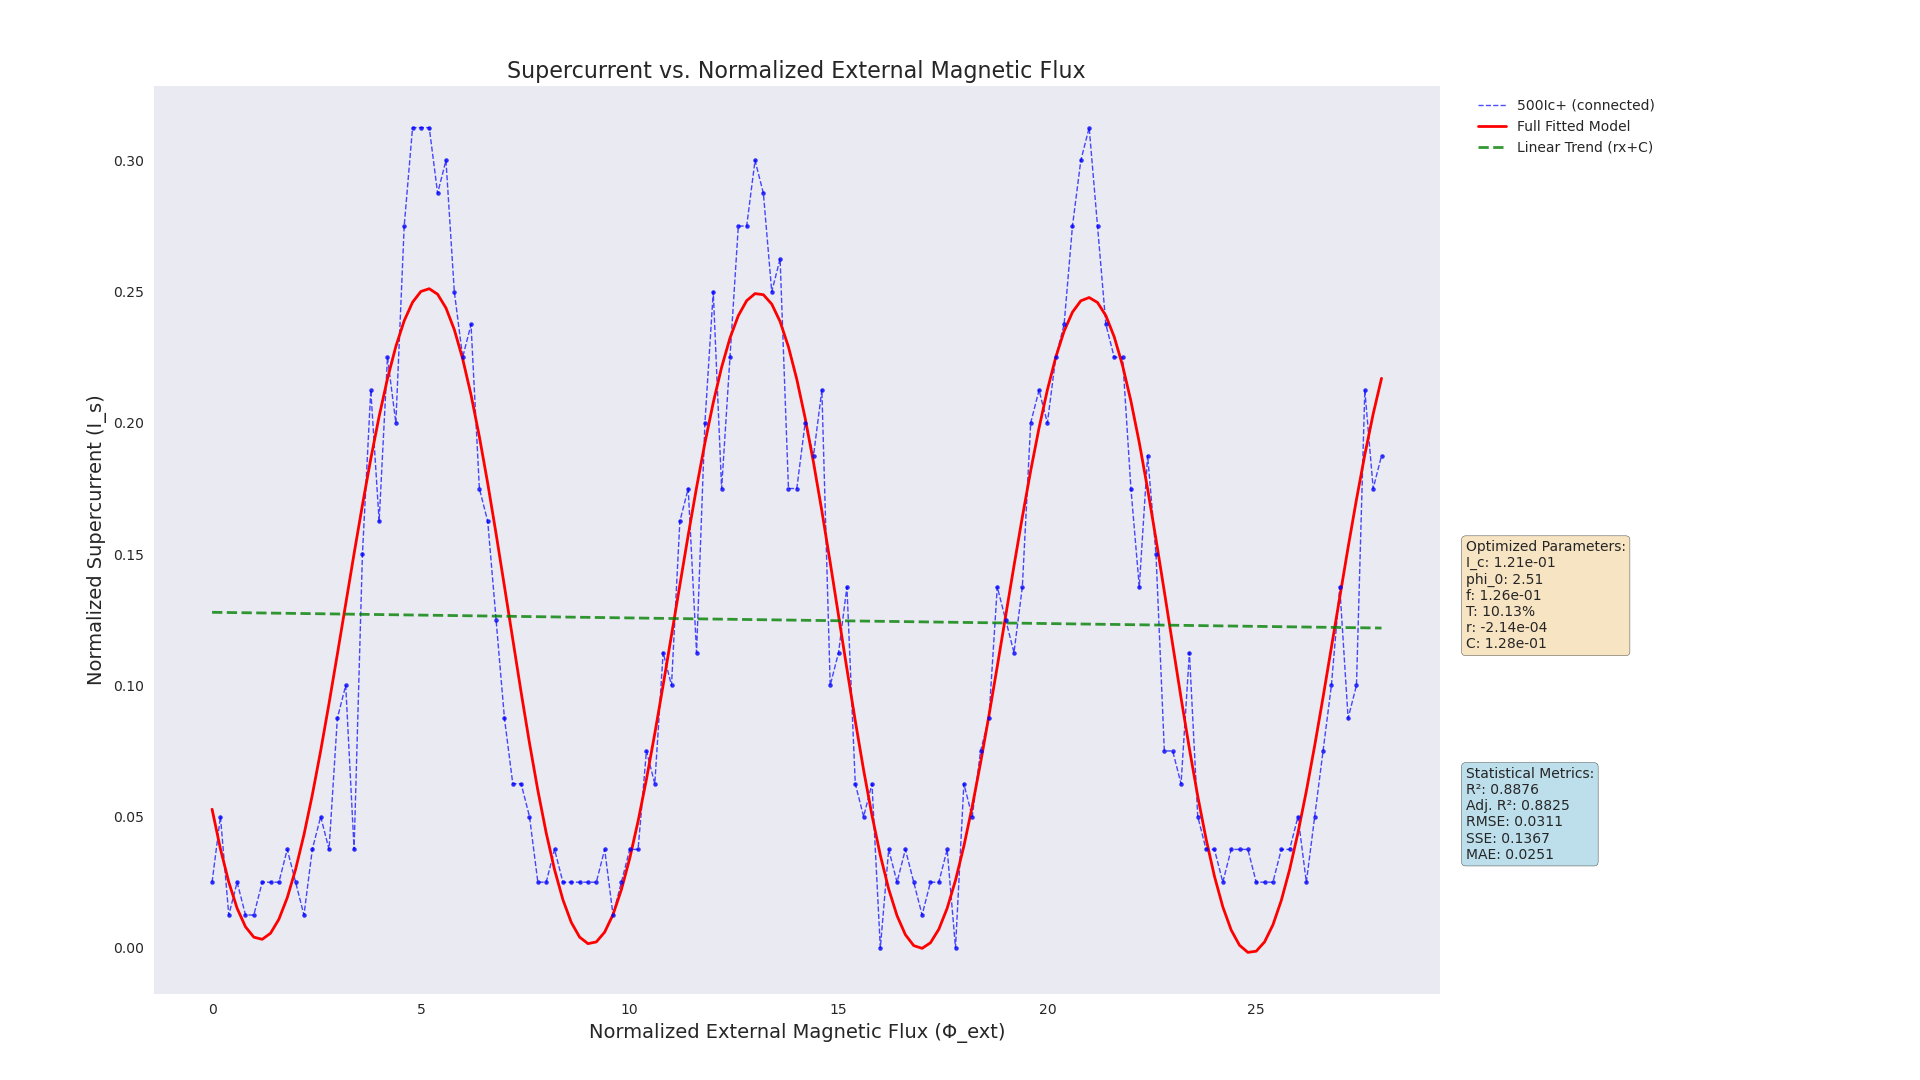 Supercurrent vs. Normalized External Magnetic Flux
500Ic+ (connected)
Full Fitted Model
Linear Trend (rx+C)
Normalized Supercurrent (I_s)
0.30
0.25
0.20
0.15
0.10
0.05
0.00
0 5 10 15 20 25
Normalized External Magnetic Flux (Φ_ext)
Optimized Parameters:
I_c: 1.21e-01
phi_0: 2.51
f: 1.26e-01
T: 10.13%
r: -2.14e-04
C: 1.28e-01
Statistical Metrics:
R²: 0.8876
Adj. R²: 0.8825
RMSE: 0.0311
SSE: 0.1367
MAE: 0.0251